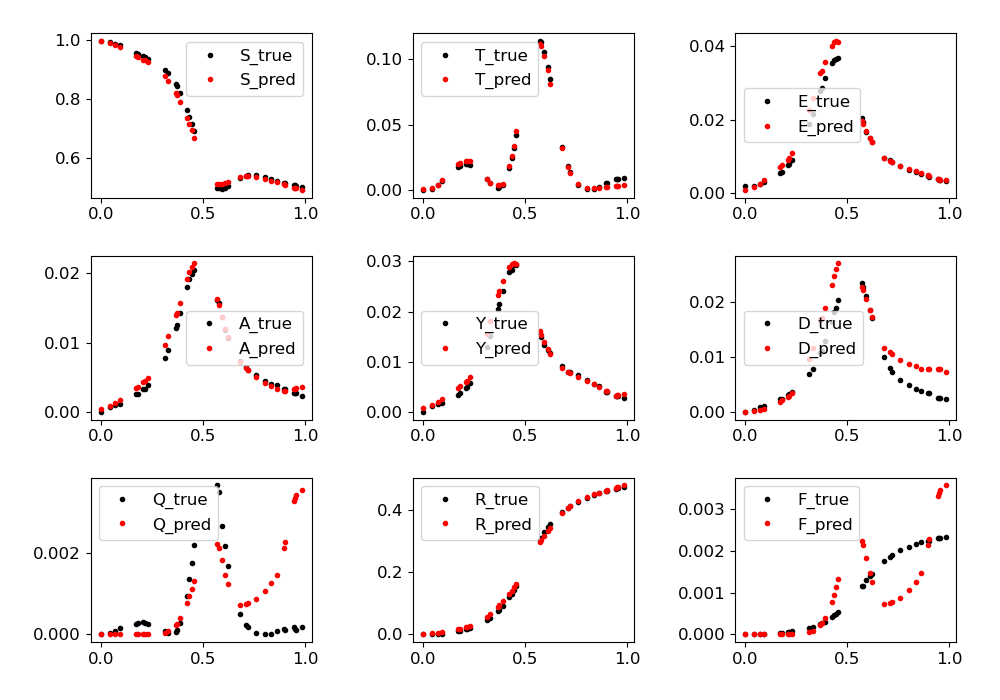 1.0
0.8
0.6
0.0 0.5 1.0
S_true
S_pred
0.10
0.05
0.00
0.0 0.5 1.0
T_true
T_pred
0.04
0.02
0.00
0.0 0.5 1.0
E_true
E_pred
0.02
0.01
0.00
0.0 0.5 1.0
A_true
A_pred
0.03
0.02
0.01
0.00
0.0 0.5 1.0
Y_true
Y_pred
0.02
0.01
0.00
0.0 0.5 1.0
D_true
D_pred
0.002
0.000
0.0 0.5 1.0
Q_true
Q_pred
0.4
0.2
0.0
0.0 0.5 1.0
R_true
R_pred
0.003
0.002
0.001
0.000
0.0 0.5 1.0
F_true
F_pred